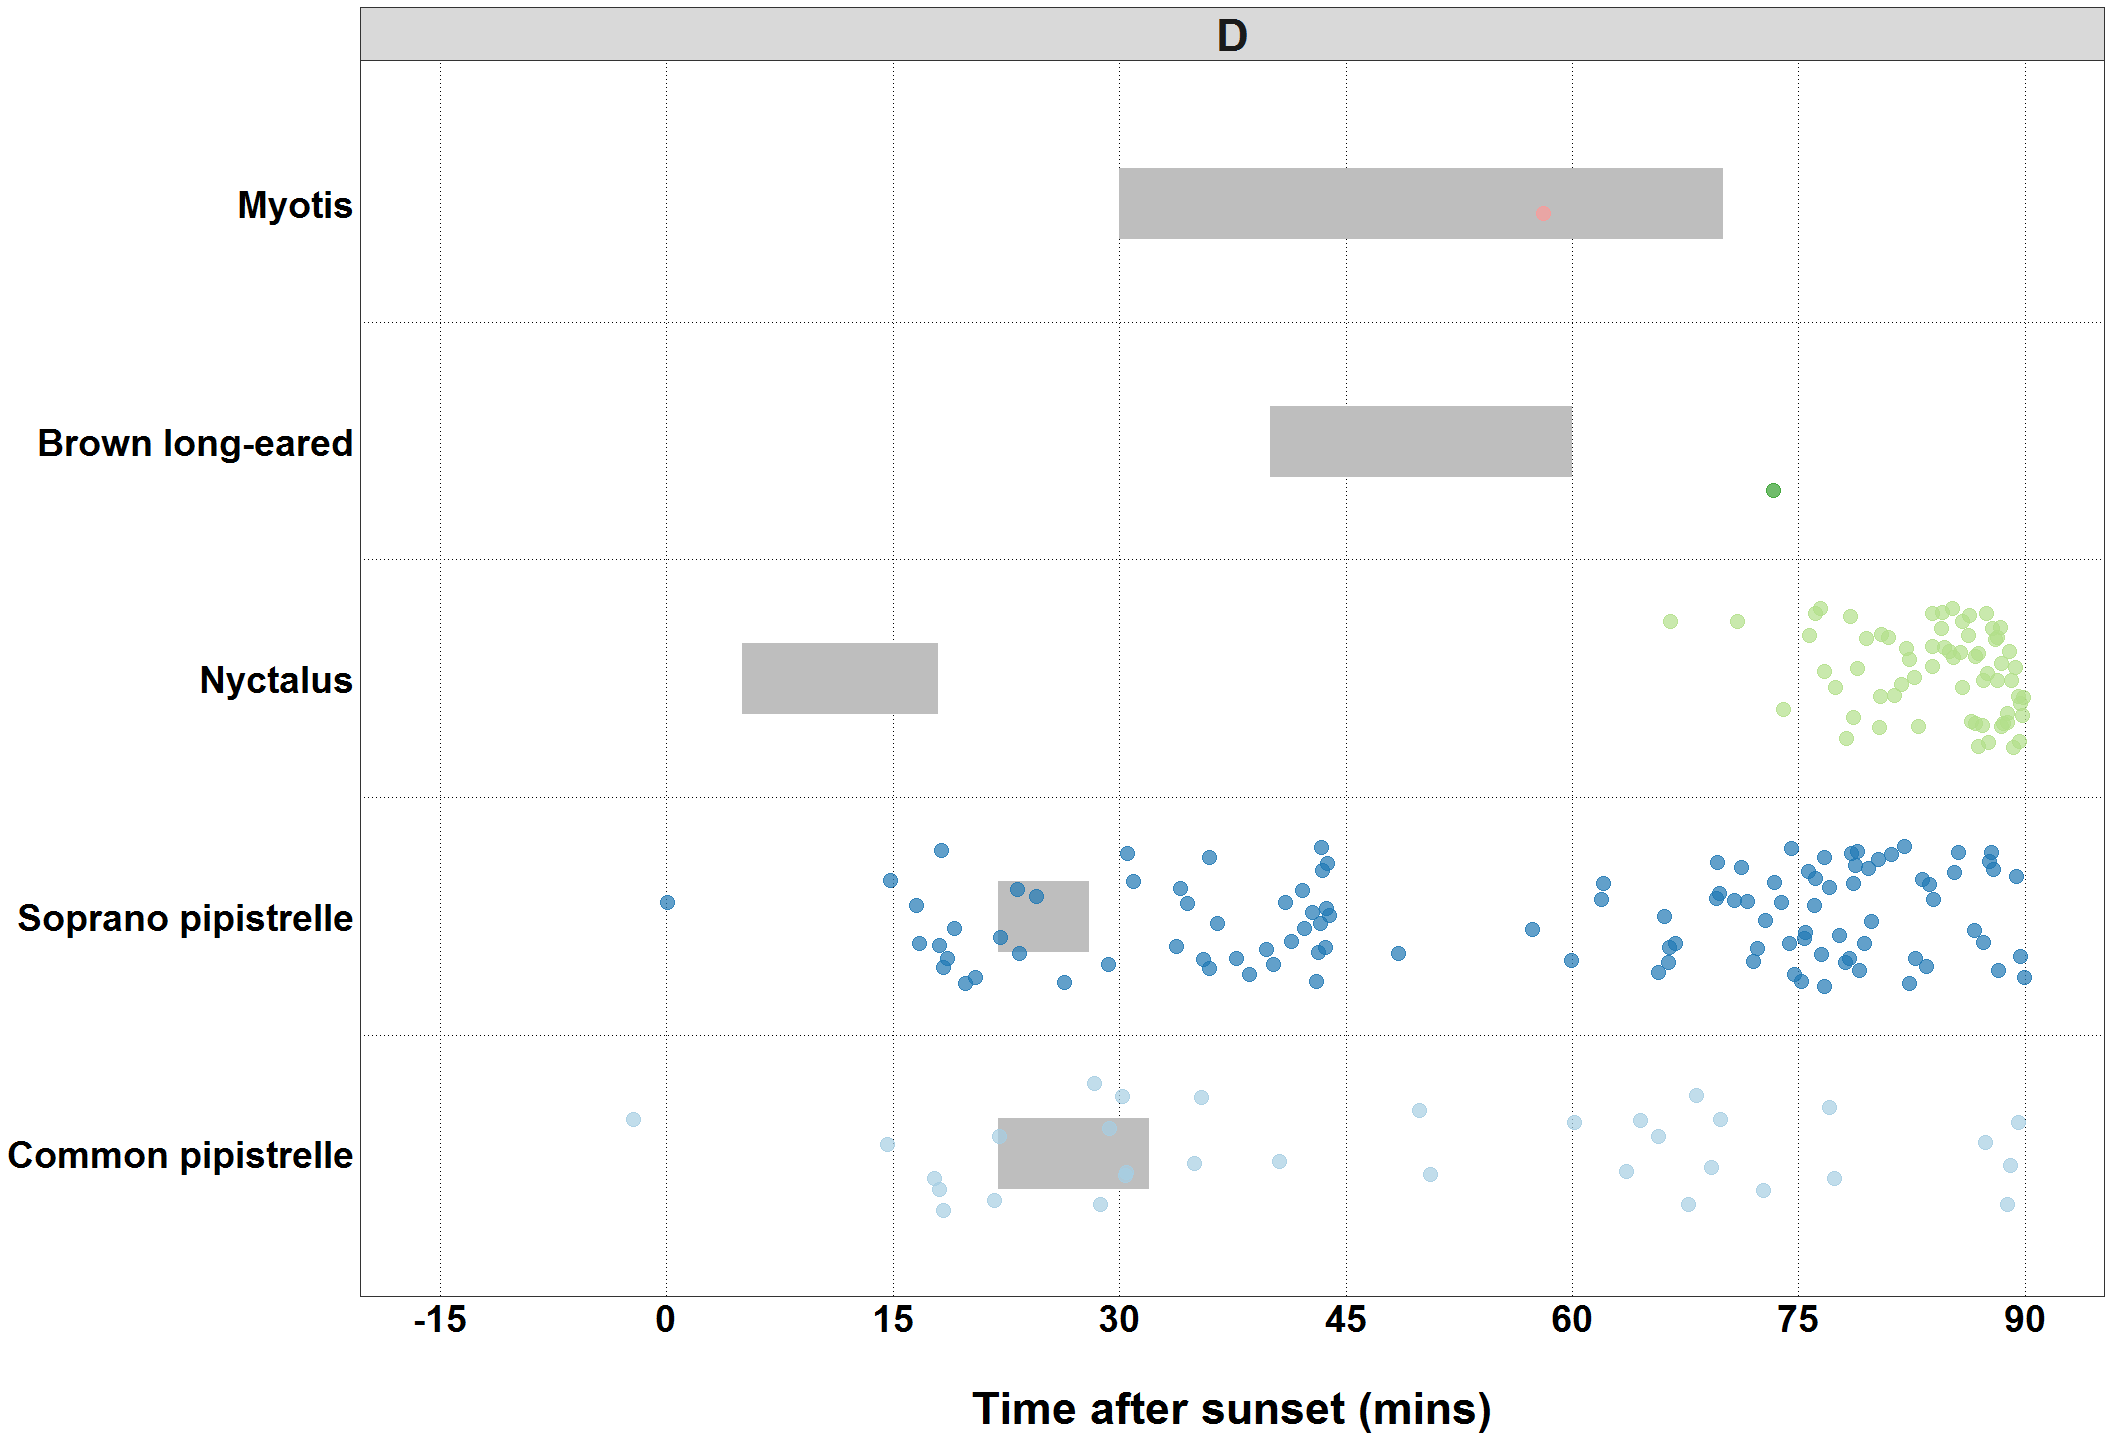 D
Myotis
Brown long-eared
Nyctalus
Soprano pipistrelle
Common pipistrelle
-15 0 15 30 45 60 75 90
Time after sunset (mins)